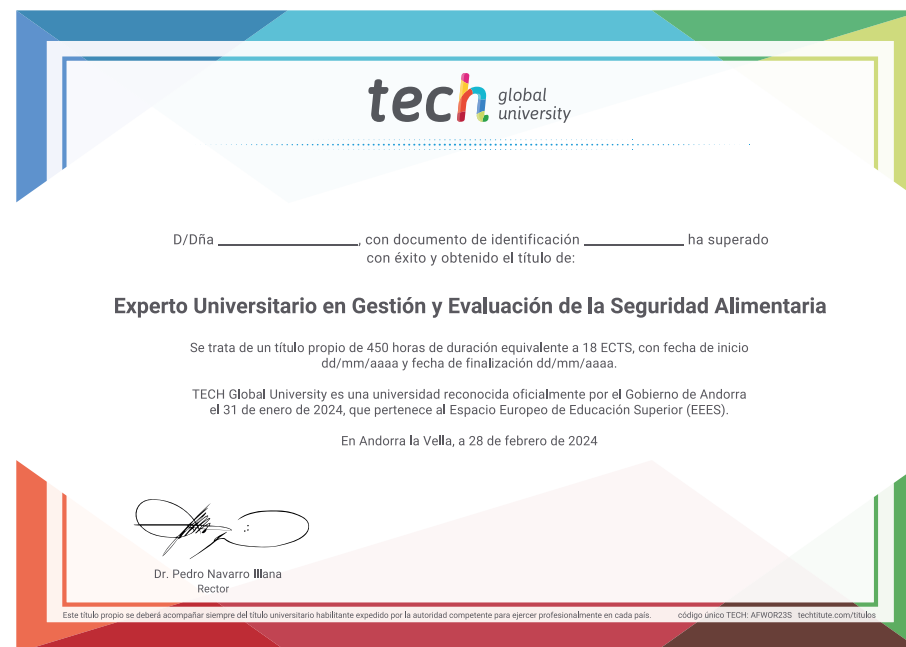 tech global university
D/Dña ____________________, con documento de identificación ______________ ha superado
con éxito y obtenido el título de:
Experto Universitario en Gestión y Evaluación de la Seguridad Alimentaria
Se trata de un título propio de 450 horas de duración equivalente a 18 ECTS, con fecha de inicio
dd/mm/aaaa y fecha de finalización dd/mm/aaaa.
TECH Global University es una universidad reconocida oficialmente por el Gobierno de Andorra
el 31 de enero de 2024, que pertenece al Espacio Europeo de Educación Superior (EEES).
En Andorra la Vella, a 28 de febrero de 2024
Dr. Pedro Navarro Illana
Rector
Este título propio se deberá acompañar siempre del título universitario habilitante expedido por la autoridad competente para ejercer profesionalmente en cada país. código único TECH: AFWOR23S techtitute.com/titulos